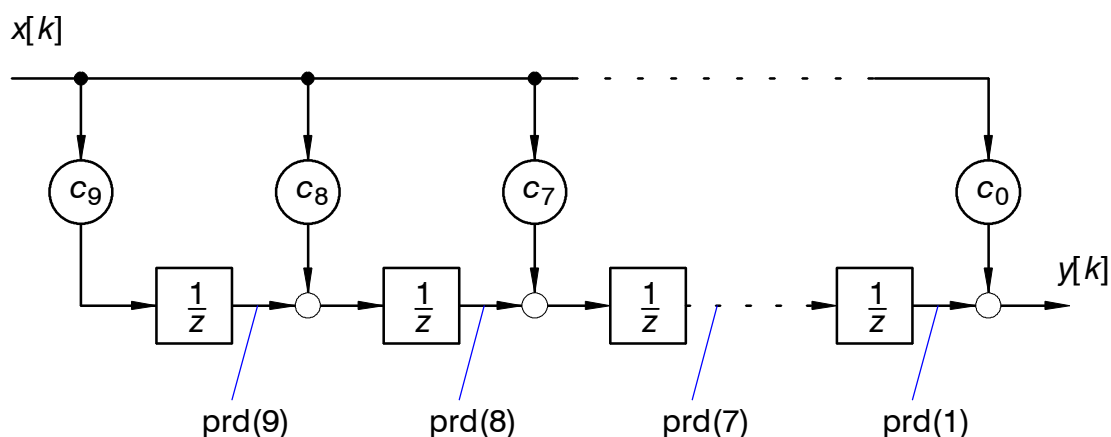 x[k]
c9 c8 c7 c0
1/z 1/z 1/z 1/z y[k]
prd(9) prd(8) prd(7) prd(1)